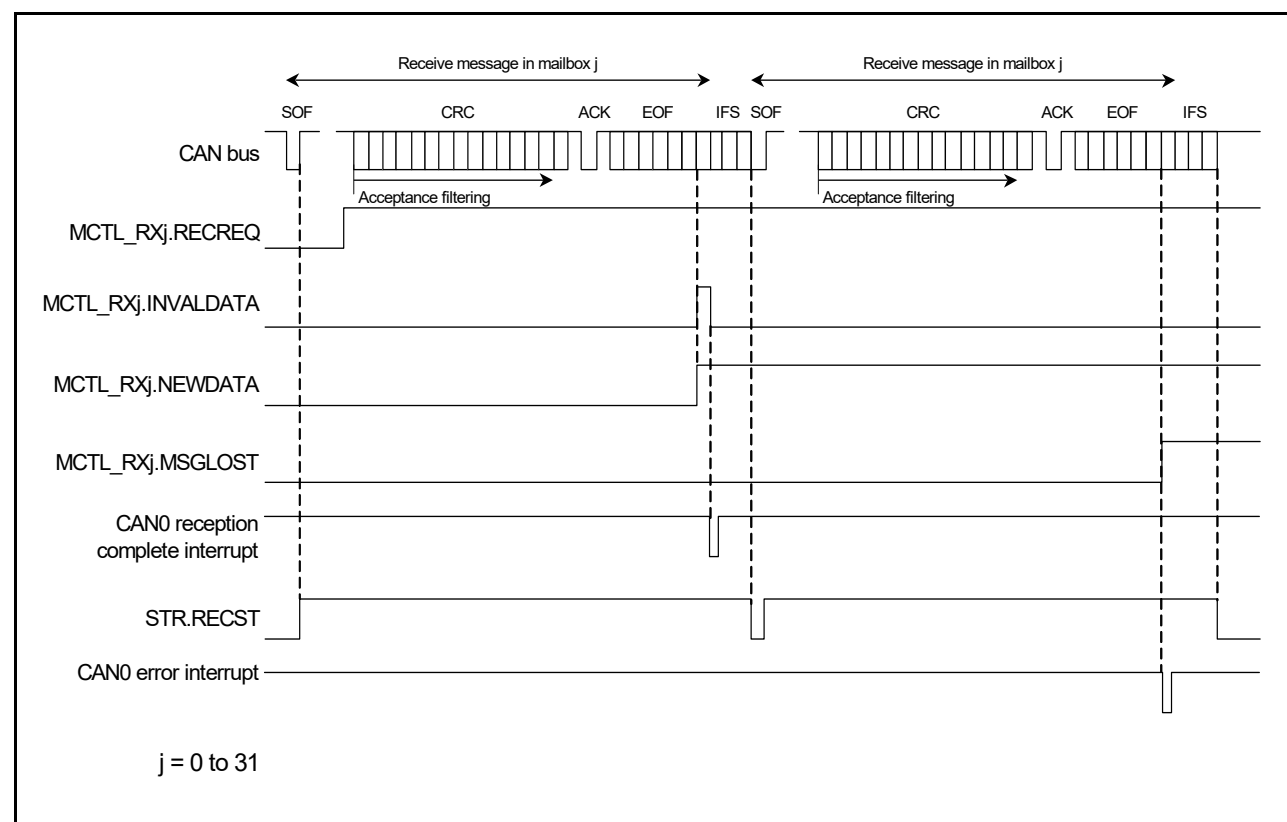 Receive message in mailbox j Receive message in mailbox j
SOF CRC ACK EOF IFS SOF CRC ACK EOF IFS
CAN bus
Acceptance filtering Acceptance filtering
MCTL_RXj.RECREQ
MCTL_RXj.INVALDATA
MCTL_RXj.NEWDATA
MCTL_RXj.MSGLOST
CAN0 reception
complete interrupt
STR.RECST
CAN0 error interrupt
j = 0 to 31